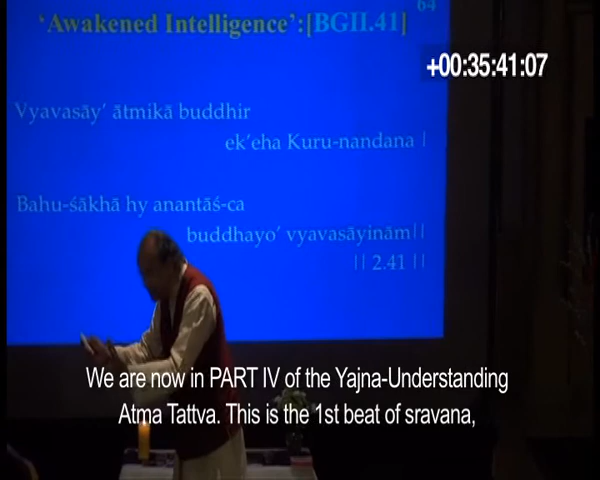 64
'Awakened Intelligence':[BGII.41]
+00:35:41:07
Vyavasāy' ātmikā buddhir
ek'eha Kuru-nandana |
Bahu-śākhā hy anantāś-ca
buddhayo' vyavasāyinām||
|| 2.41 ||
We are now in PART IV of the Yajna-Understanding
Atma Tattva. This is the 1st beat of sravana,